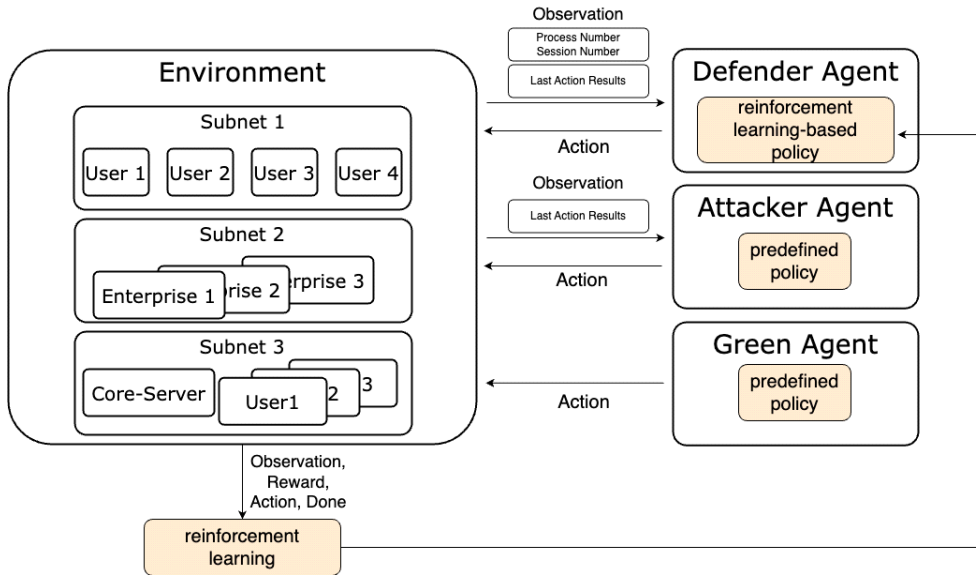 Environment
Subnet 1
User 1
User 2
User 3
User 4
Subnet 2
Enterprise 1
prise 2
erprise 3
Subnet 3
Core-Server
User1
2
3
Observation
Process Number
Session Number
Last Action Results
Action
Observation
Last Action Results
Action
Action
Defender Agent
reinforcement
learning-based
policy
Attacker Agent
predefined
policy
Green Agent
predefined
policy
Observation,
Reward,
Action, Done
reinforcement
learning